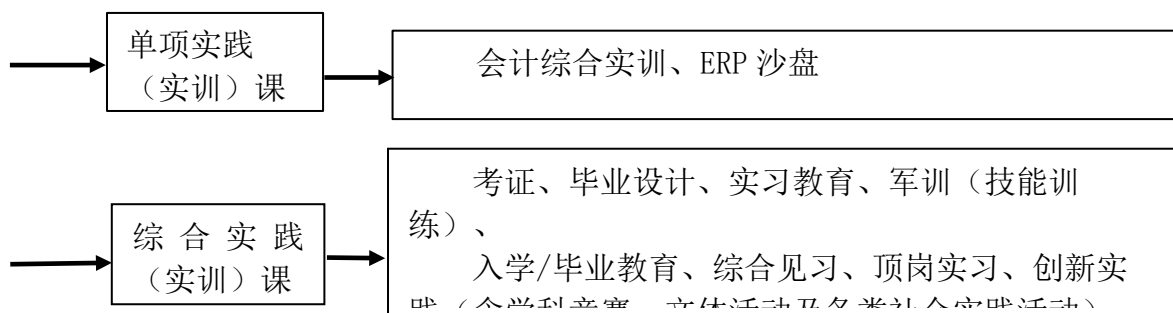 单项实践
（实训）课
会计综合实训、ERP 沙盘
综合实践
（实训）课
考证、毕业设计、实习教育、军训（技能训
练）、
入学/毕业教育、综合见习、顶岗实习、创新实